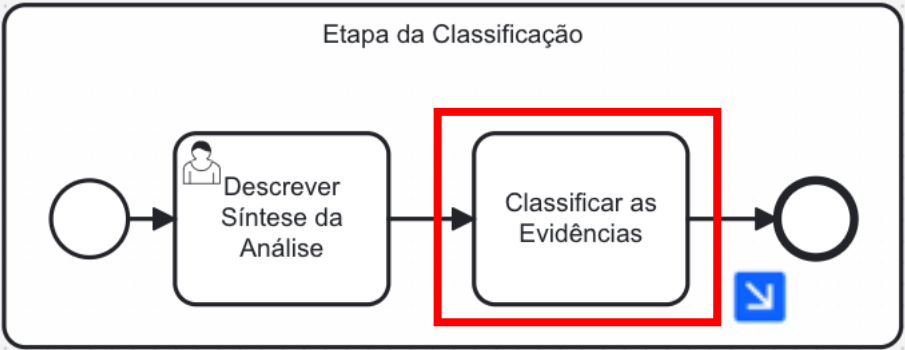 Etapa da Classificação
Descrever
Síntese da
Análise
Classificar as
Evidências